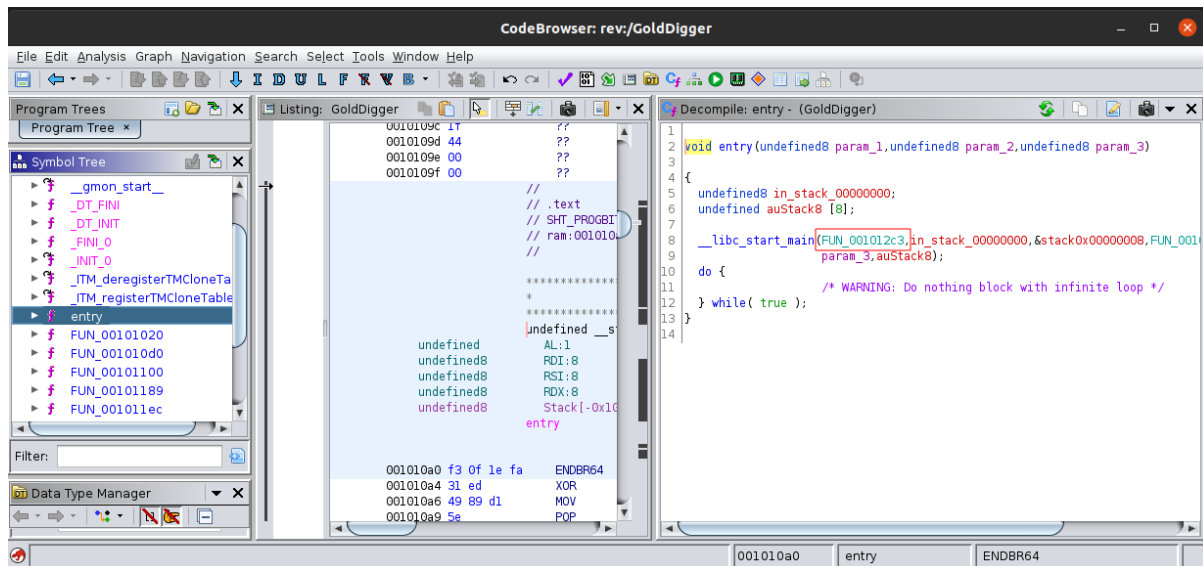 CodeBrowser: rev:/GoldDigger
File Edit Analysis Graph Navigation Search Select Tools Window Help
I D U L F B
Program Trees
Program Tree ×
Symbol Tree
f __gmon_start__
f _DT_FINI
f _DT_INIT
f _FINI_0
f _INIT_0
f _ITM_deregisterTMCloneTa
f _ITM_registerTMCloneTable
f entry
f FUN_00101020
f FUN_001010d0
f FUN_00101100
f FUN_00101189
f FUN_001011ec
Filter:
Data Type Manager
Listing: GoldDigger
0010109c 1f ??
0010109d 44 ??
0010109e 00 ??
0010109f 00 ??
//
// .text
// SHT_PROGBI
// ram:001010
//
*************
*
*************
undefined __s
undefined AL:1
undefined8 RDI:8
undefined8 RSI:8
undefined8 RDX:8
undefined8 Stack[-0x10
entry
001010a0 f3 0f 1e fa ENDBR64
001010a4 31 ed XOR
001010a6 49 89 d1 MOV
001010a9 5e POP
Decompile: entry - (GoldDigger)
1
2 void entry(undefined8 param_1,undefined8 param_2,undefined8 param_3)
3
4 {
5 undefined8 in_stack_00000000;
6 undefined auStack8 [8];
7
8 __libc_start_main(FUN_001012c3,in_stack_00000000,&stack0x00000008,FUN_001
9 param_3,auStack8);
10 do {
11 /* WARNING: Do nothing block with infinite loop */
12 } while( true );
13 }
14
001010a0 entry ENDBR64